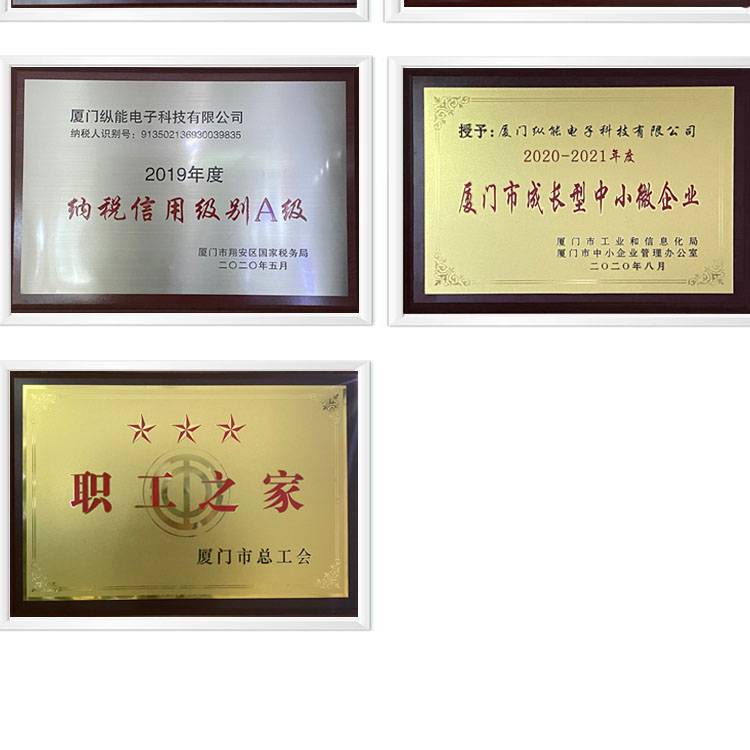 厦门纵能电子科技有限公司
纳税人识别号：913502136930039835
2019年度
纳税信用级别A级
厦门市翔安区国家税务局
二〇二〇年五月
授予：厦门纵能电子科技有限公司
2020-2021年度
厦门市成长型中小微企业
厦门市工业和信息化局
厦门市中小企业管理办公室
二〇二〇年八月
职工之家
厦门市总工会